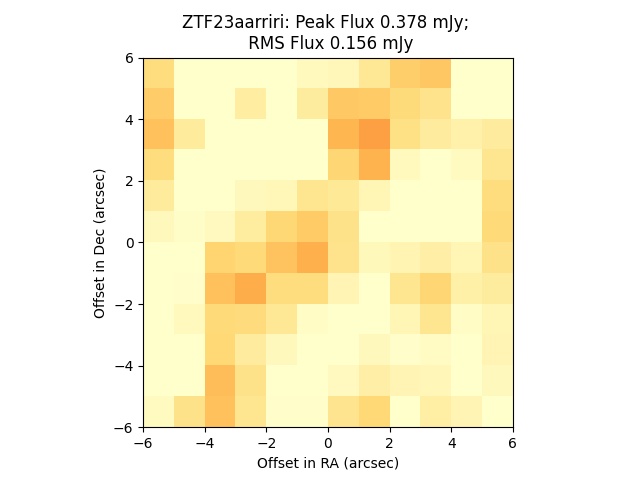 ZTF23aarriri: Peak Flux 0.378 mJy;
RMS Flux 0.156 mJy
6
4
2
0
−2
−4
−6
Offset in Dec (arcsec)
−6 −4 −2 0 2 4 6
Offset in RA (arcsec)